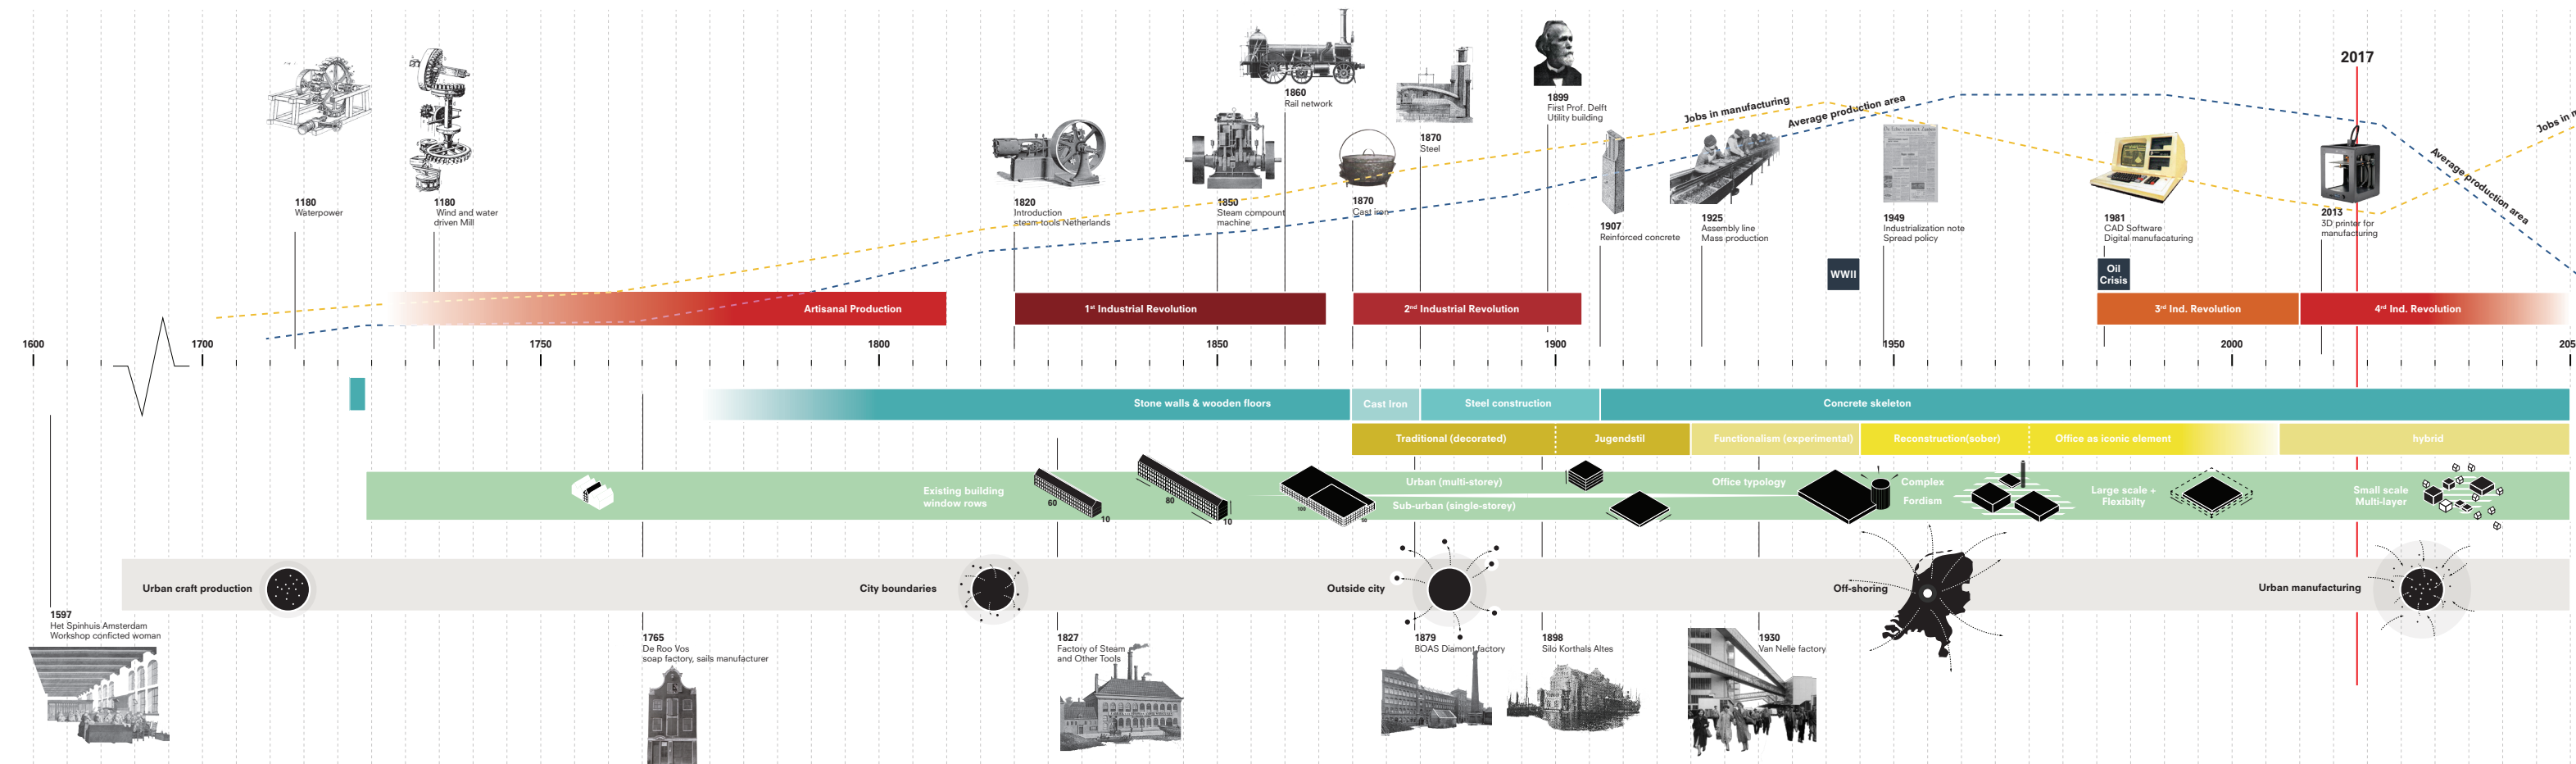 2017
1860
Rail network
1899
First Prof. Delft
Utility building
1870
Steel
Jobs in manufacturing
Average production area
Jobs in m
Average production area
1180
Waterpower
1180
Wind and water
driven Mill
1820
Introduction
steam tools Netherlands
1850
Steam compount
machine
1870
Cast iron
1907
Reinforced concrete
1925
Assembly line
Mass production
1949
Industrialization note
Spread policy
1981
CAD Software
Digital manufacaturing
2013
3D printer for
manufacturing
WWII
Oil
Crisis
Artisanal Production
1st Industrial Revolution
2nd Industrial Revolution
3rd Ind. Revolution
4rd Ind. Revolution
1600
1700
1750
1800
1850
1900
1950
2000
205
Stone walls & wooden floors
Cast Iron
Steel construction
Concrete skeleton
Traditional (decorated)
Jugendstil
Functionalism (experimental)
Reconstruction(sober)
Office as iconic element
hybrid
Existing building
window rows
60
10
80
10
100
50
Urban (multi-storey)
Sub-urban (single-storey)
Office typology
Complex
Fordism
Large scale +
Flexibilty
Small scale
Multi-layer
Urban craft production
City boundaries
Outside city
Off-shoring
Urban manufacturing
1597
Het Spinhuis Amsterdam
Workshop conficted woman
1765
De Roo Vos
soap factory, sails manufacturer
1827
Factory of Steam
and Other Tools
1879
BOAS Diamont factory
1898
Silo Korthals Altes
1930
Van Nelle factory